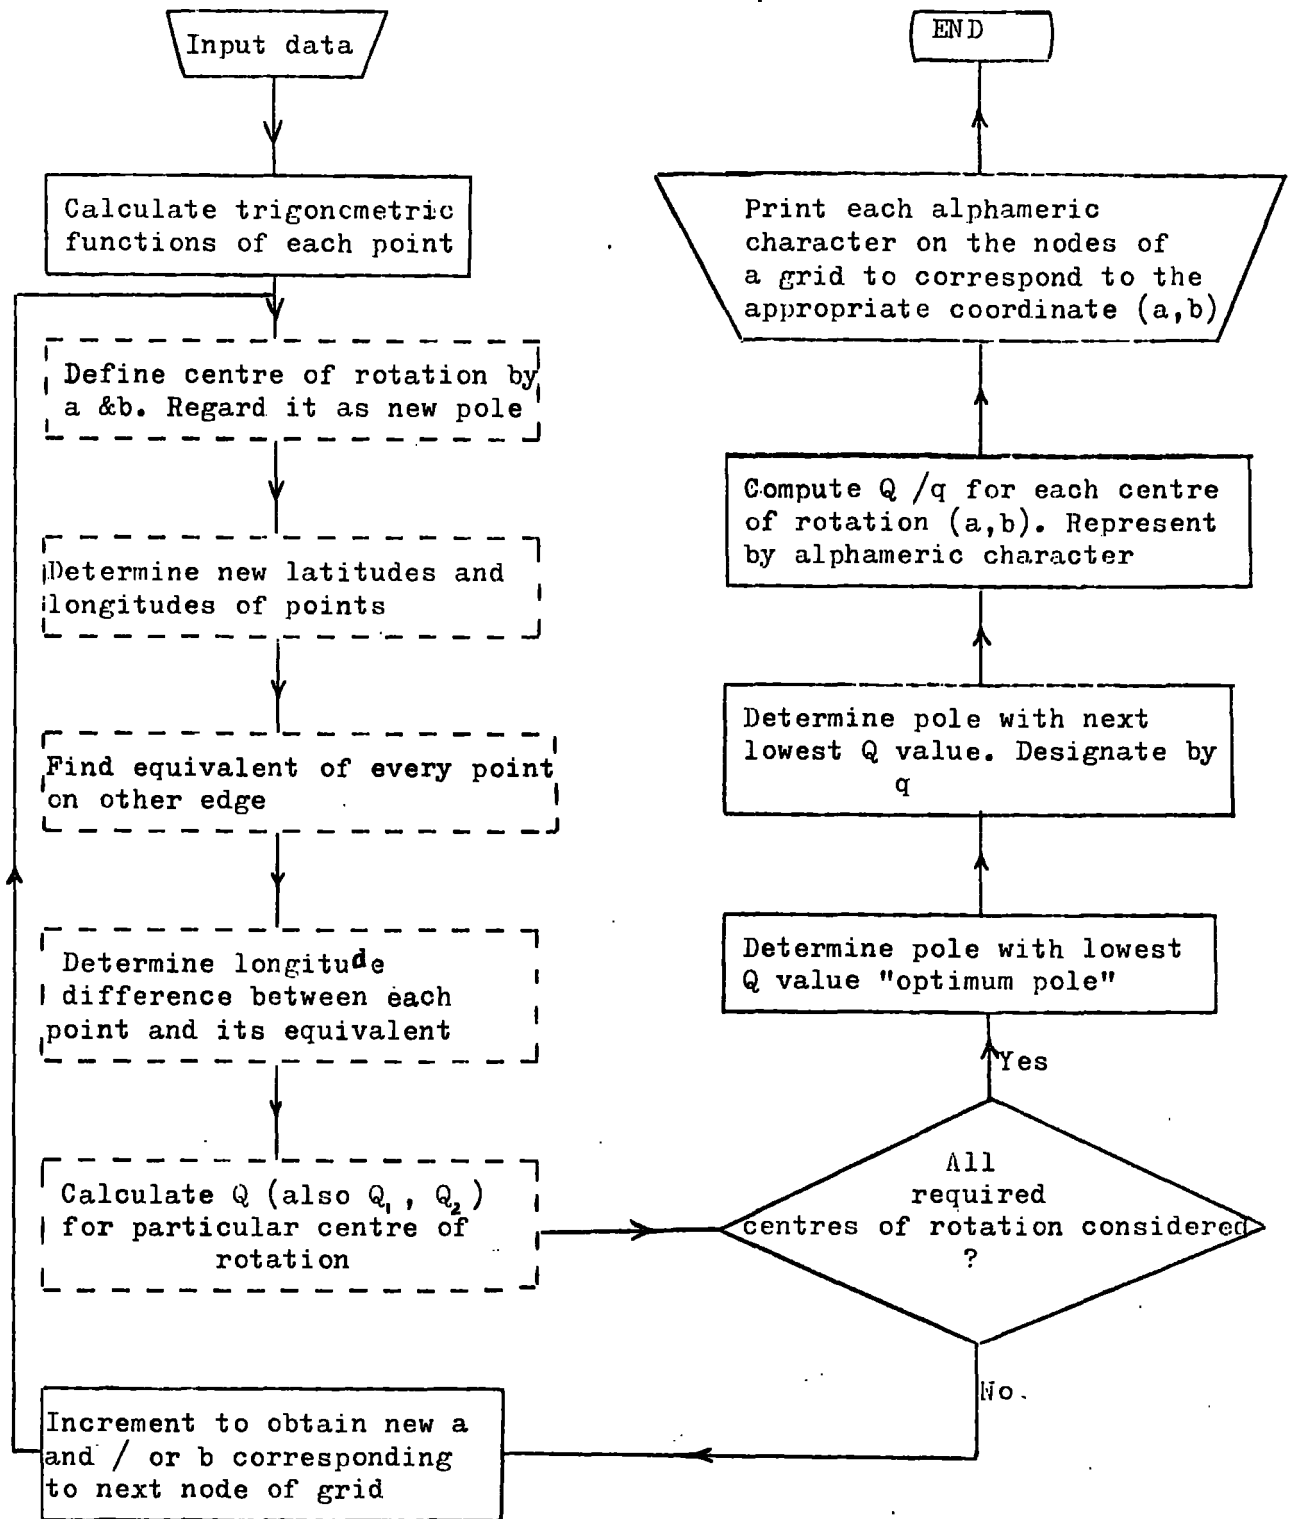 Input data
Calculate trigonometric
functions of each point
Define centre of rotation by
a &b. Regard it as new pole
Determine new latitudes and
longitudes of points
Find equivalent of every point
on other edge
Determine longitude
difference between each
point and its equivalent
Calculate Q (also Q₁ , Q₂)
for particular centre of
rotation
Increment to obtain new a
and / or b corresponding
to next node of grid
END
Print each alphameric
character on the nodes of
a grid to correspond to the
appropriate coordinate (a,b)
Compute Q /q for each centre
of rotation (a,b). Represent
by alphameric character
Determine pole with next
lowest Q value. Designate by
q
Determine pole with lowest
Q value "optimum pole"
Yes
All
required
centres of rotation considered
?
No.